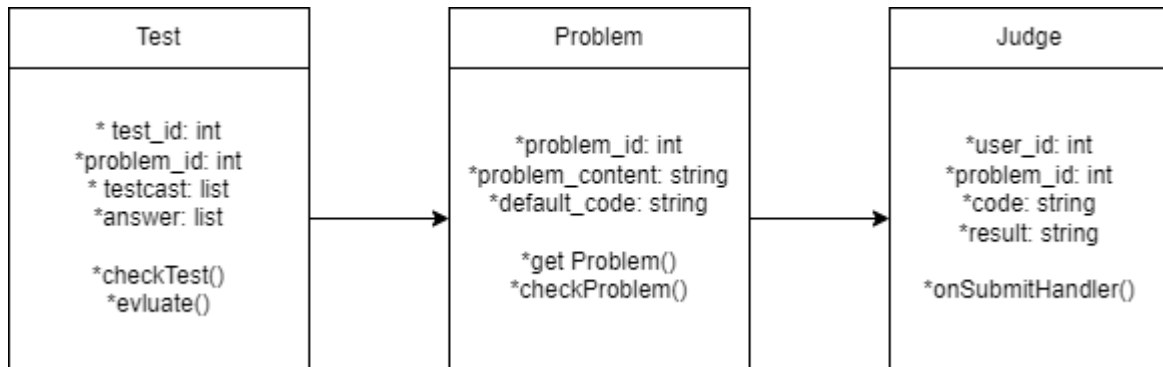 Test
* test_id: int
*problem_id: int
* testcast: list
*answer: list
*checkTest()
*evluate()
Problem
*problem_id: int
*problem_content: string
*default_code: string
*get Problem()
*checkProblem()
Judge
*user_id: int
*problem_id: int
*code: string
*result: string
*onSubmitHandler()